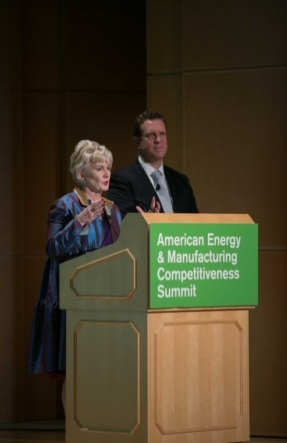 American Energy
& Manufacturing
Competitiveness
Summit